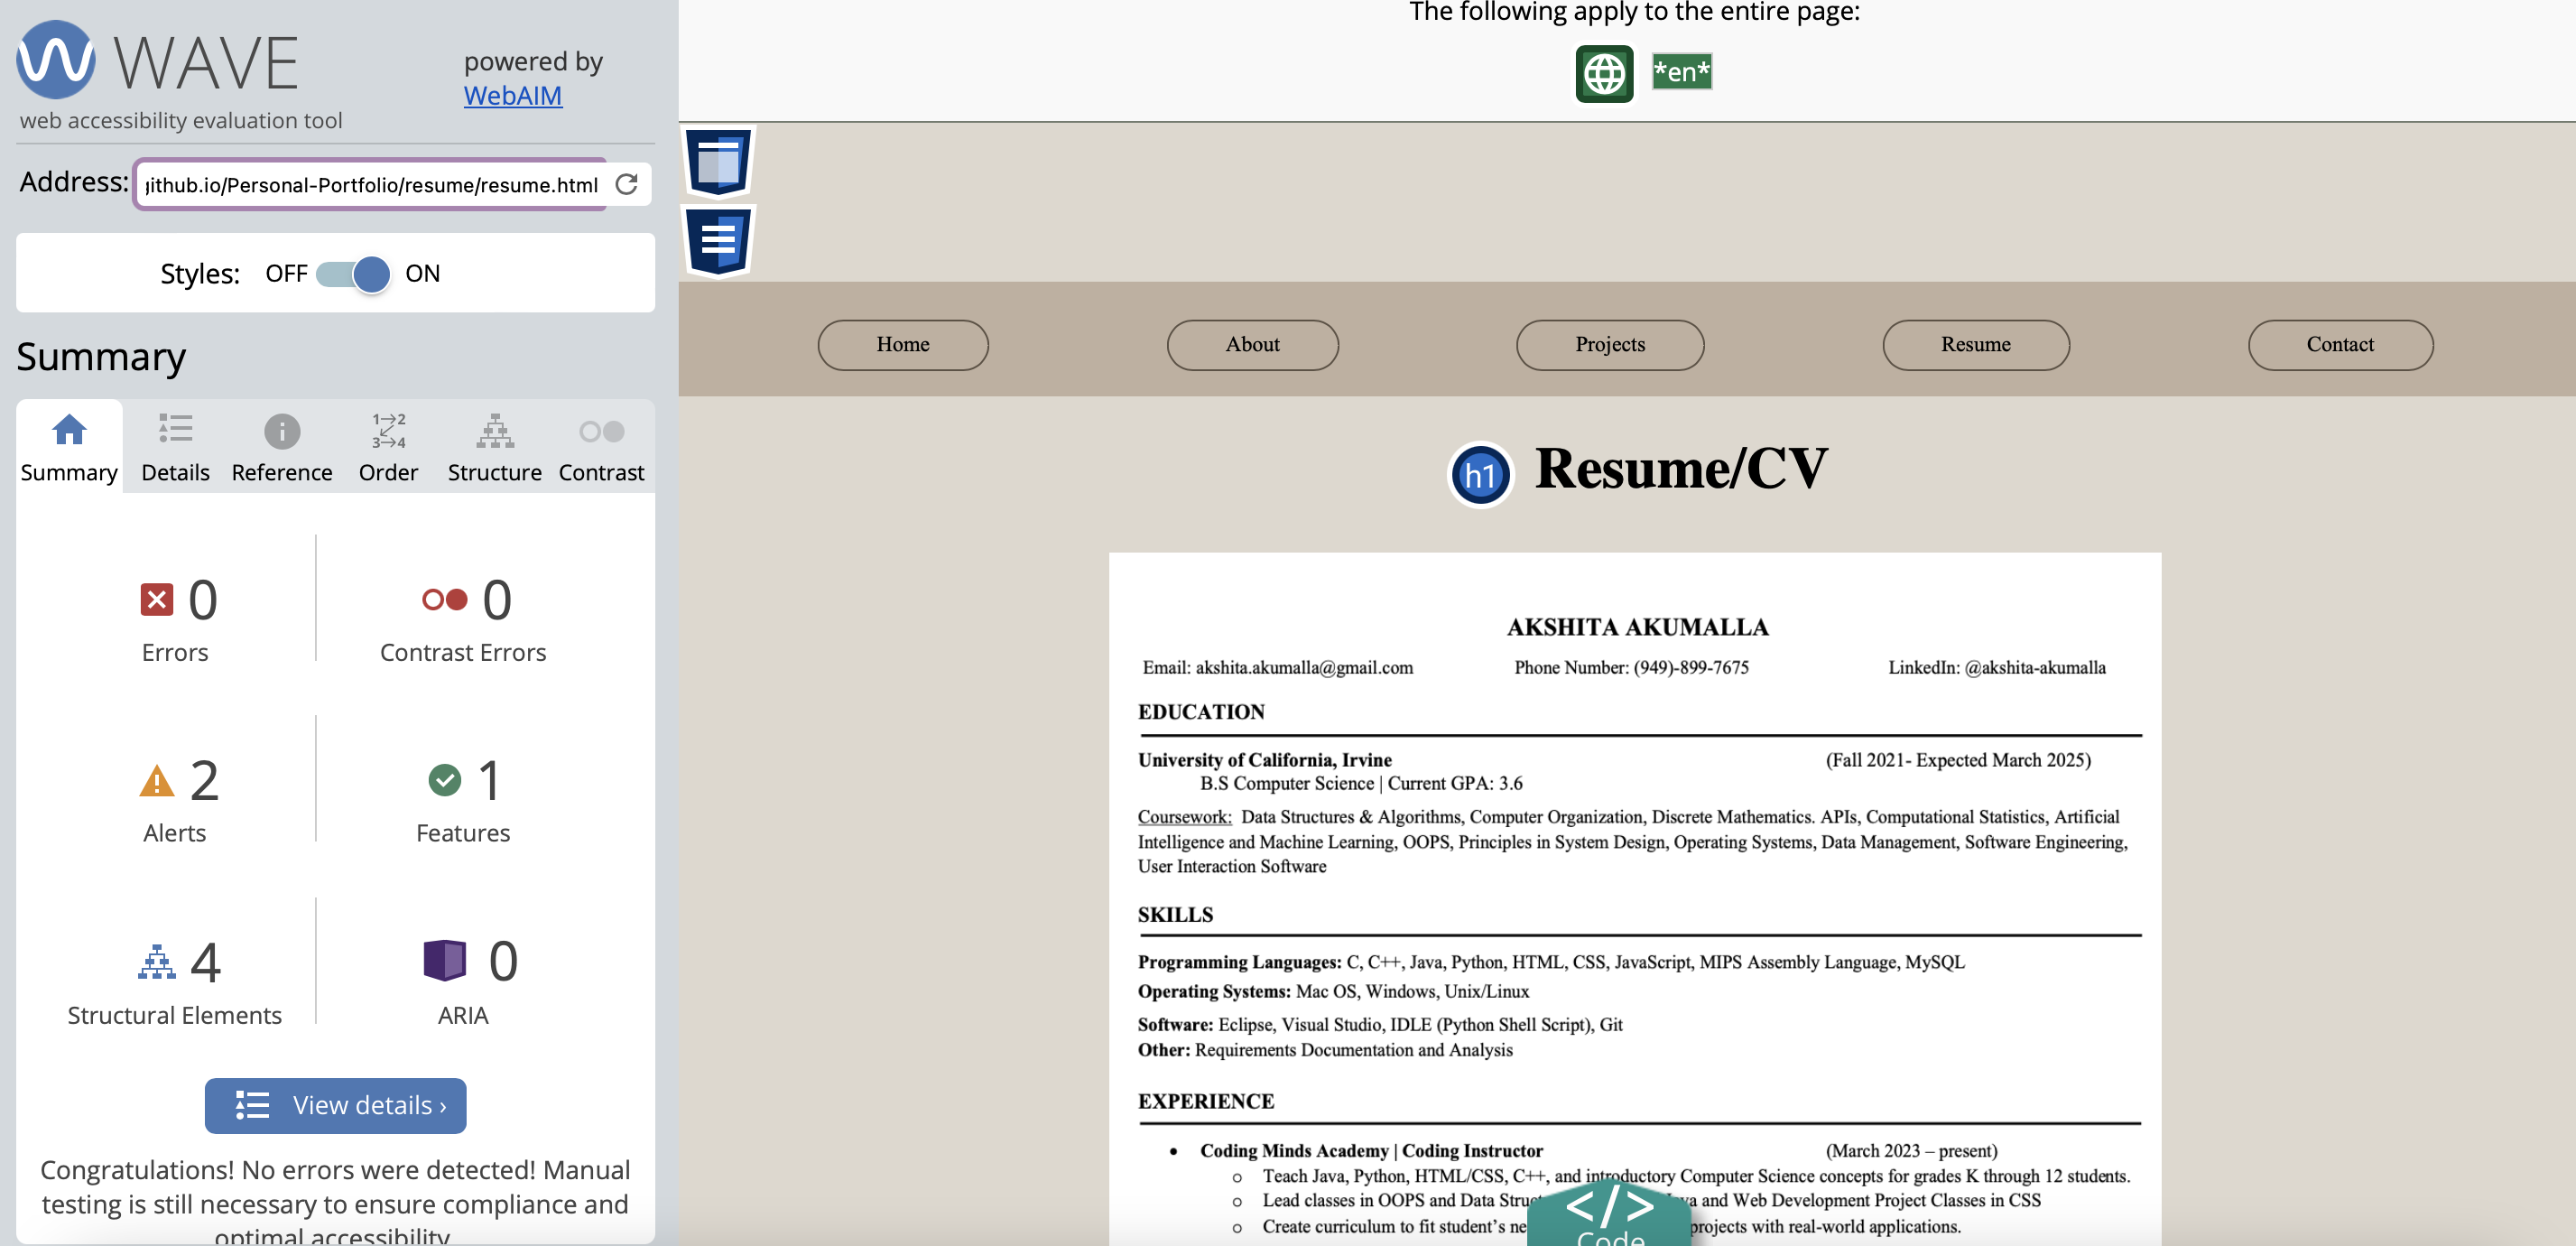 WAVE
powered by
WebAIM
web accessibility evaluation tool
Address: github.io/Personal-Portfolio/resume/resume.html
Styles: OFF ON
Summary
1→2
3→4
Summary Details Reference Order Structure Contrast
0
Errors
0
Contrast Errors
2
Alerts
1
Features
4
Structural Elements
0
ARIA
View details ›
Congratulations! No errors were detected! Manual
testing is still necessary to ensure compliance and
optimal accessibility
The following apply to the entire page:
*en*
Home About Projects Resume Contact
h1 Resume/CV
AKSHITA AKUMALLA
Email: akshita.akumalla@gmail.com Phone Number: (949)-899-7675 LinkedIn: @akshita-akumalla
EDUCATION
University of California, Irvine (Fall 2021- Expected March 2025)
B.S Computer Science | Current GPA: 3.6
Coursework: Data Structures & Algorithms, Computer Organization, Discrete Mathematics. APIs, Computational Statistics, Artificial
Intelligence and Machine Learning, OOPS, Principles in System Design, Operating Systems, Data Management, Software Engineering,
User Interaction Software
SKILLS
Programming Languages: C, C++, Java, Python, HTML, CSS, JavaScript, MIPS Assembly Language, MySQL
Operating Systems: Mac OS, Windows, Unix/Linux
Software: Eclipse, Visual Studio, IDLE (Python Shell Script), Git
Other: Requirements Documentation and Analysis
EXPERIENCE
• Coding Minds Academy | Coding Instructor (March 2023 – present)
o Teach Java, Python, HTML/CSS, C++, and introductory Computer Science concepts for grades K through 12 students.
o Lead classes in OOPS and Data Struc va and Web Development Project Classes in CSS
o Create curriculum to fit student's ne projects with real-world applications.
</> Code